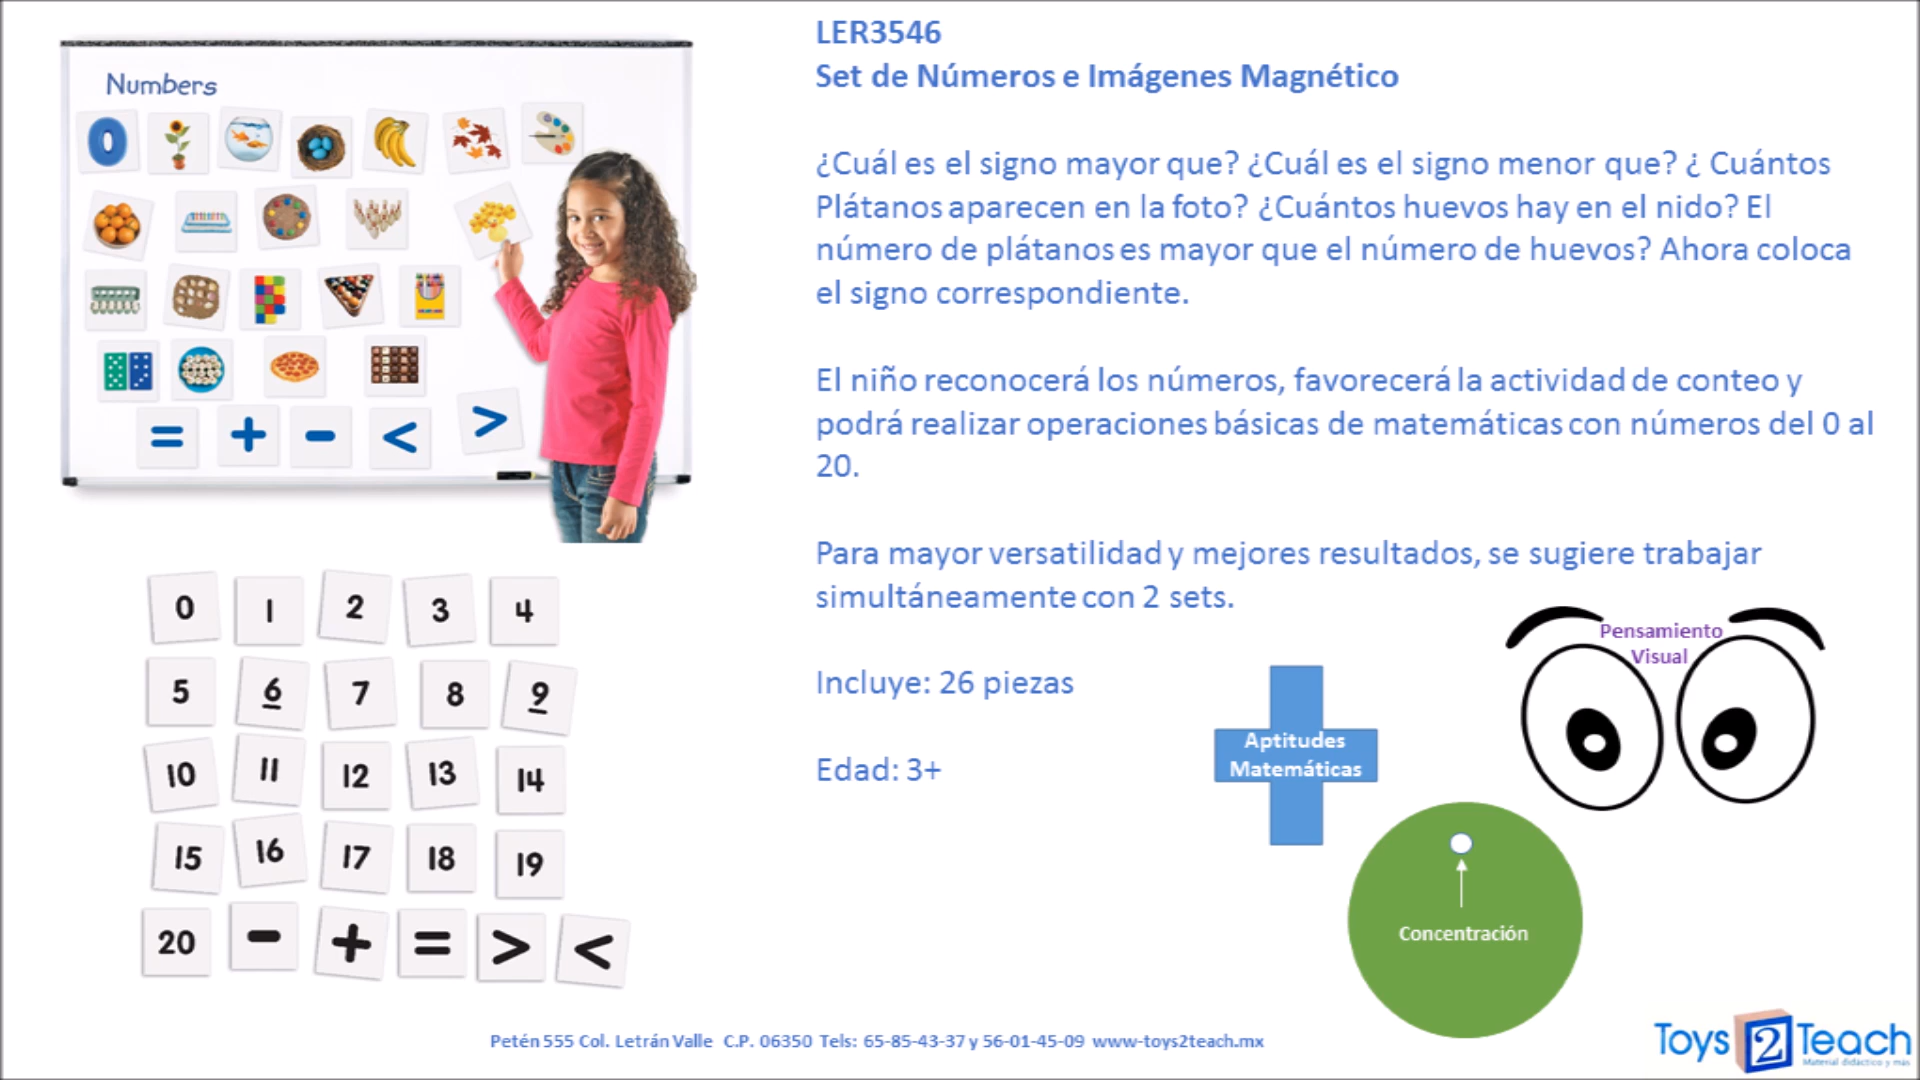 Numbers
0
= + - < >
0 1 2 3 4
5 6 7 8 9
10 11 12 13 14
15 16 17 18 19
20 - + = > <
LER3546
Set de Números e Imágenes Magnético
¿Cuál es el signo mayor que? ¿Cuál es el signo menor que? ¿ Cuántos
Plátanos aparecen en la foto? ¿Cuántos huevos hay en el nido? El
número de plátanos es mayor que el número de huevos? Ahora coloca
el signo correspondiente.
El niño reconocerá los números, favorecerá la actividad de conteo y
podrá realizar operaciones básicas de matemáticas con números del 0 al
20.
Para mayor versatilidad y mejores resultados, se sugiere trabajar
simultáneamente con 2 sets.
Incluye: 26 piezas
Edad: 3+
Aptitudes
Matemáticas
Pensamiento
Visual
Concentración
Petén 555 Col. Letrán Valle C.P. 06350 Tels: 65-85-43-37 y 56-01-45-09 www-toys2teach.mx
Toys 2 Teach
Material didáctico y más